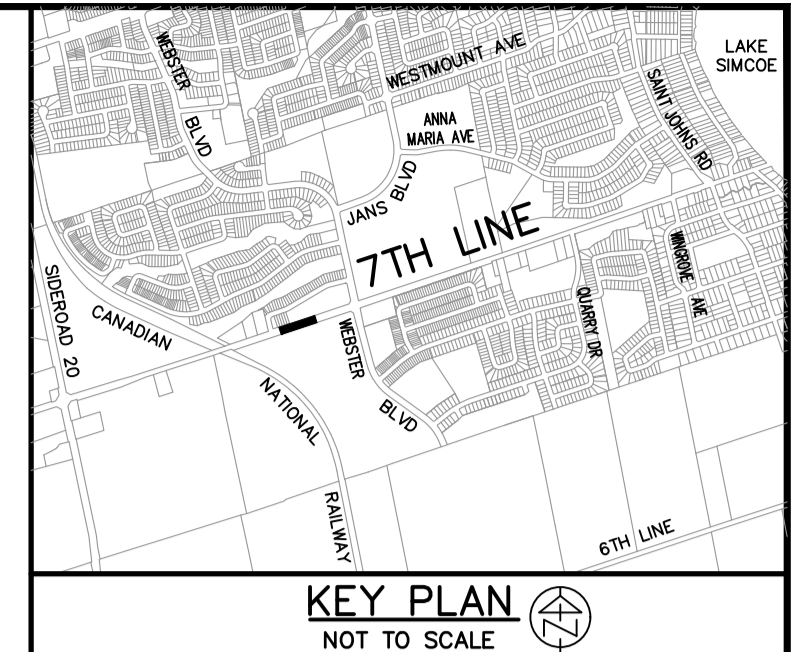 WEBSTER
BLVD
WESTMOUNT AVE
LAKE
SIMCOE
ANNA
MARIA AVE
SAINT JOHNS RD
JANS BLVD
7TH LINE
WINGROVE AVE
SIDEROAD 20
CANADIAN
NATIONAL
RAILWAY
WEBSTER
BLVD
QUARRY DR
6TH LINE
KEY PLAN
N
NOT TO SCALE